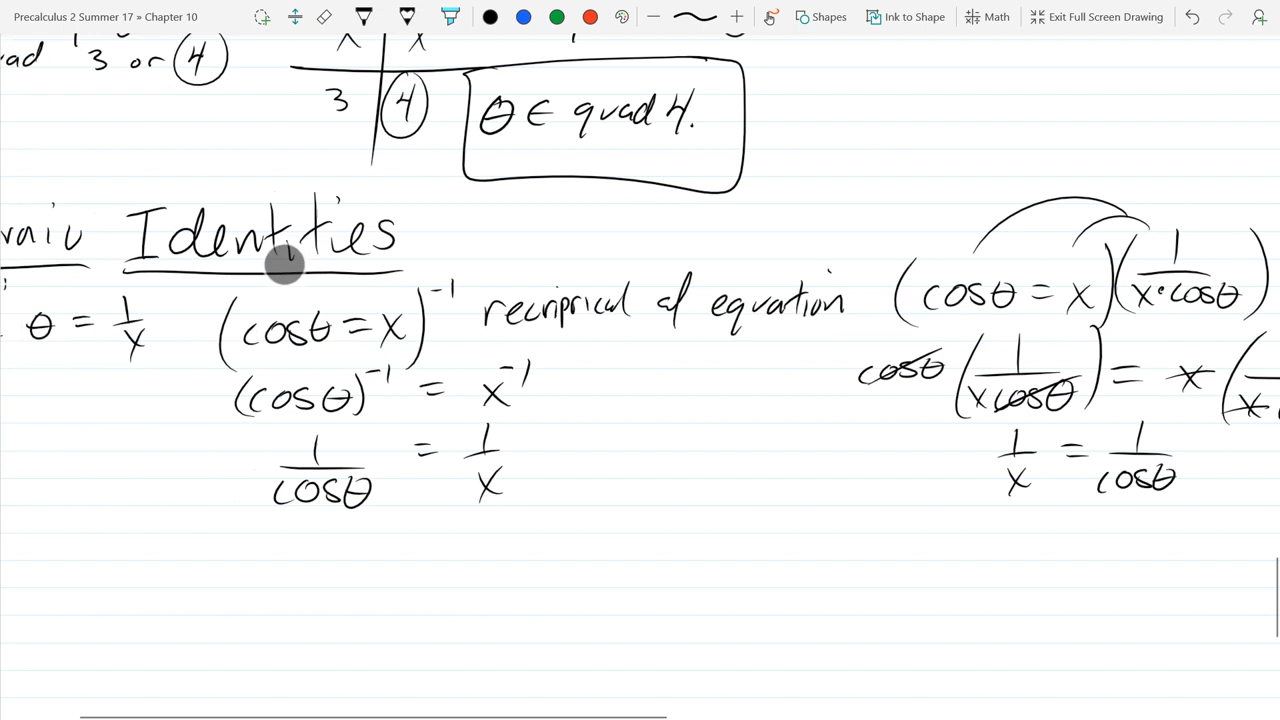 Precalculus 2 Summer 17 » Chapter 10
Shapes Ink to Shape Math Exit Full Screen Drawing
3 or 4
3 4
θ ∈ quad 4.
Identities
θ = 1/x
(cosθ = x)^-1 reciprical of equation
(cosθ = x)(1/(x·cosθ))
(cosθ)^-1 = x^-1
cosθ (1/(x cosθ)) = x
1/cosθ = 1/x
1/x = 1/cosθ